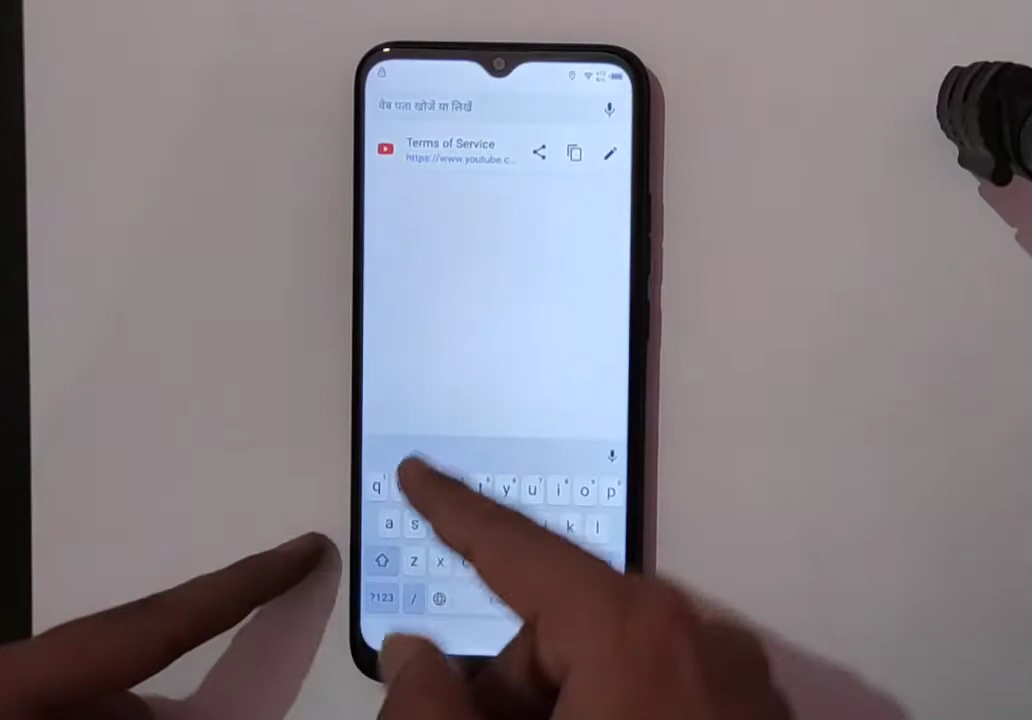 वेब पता खोजें या लिखें
Terms of Service
https://www.youtube.c...
q y u i o p
a s k l
z x
?123 /